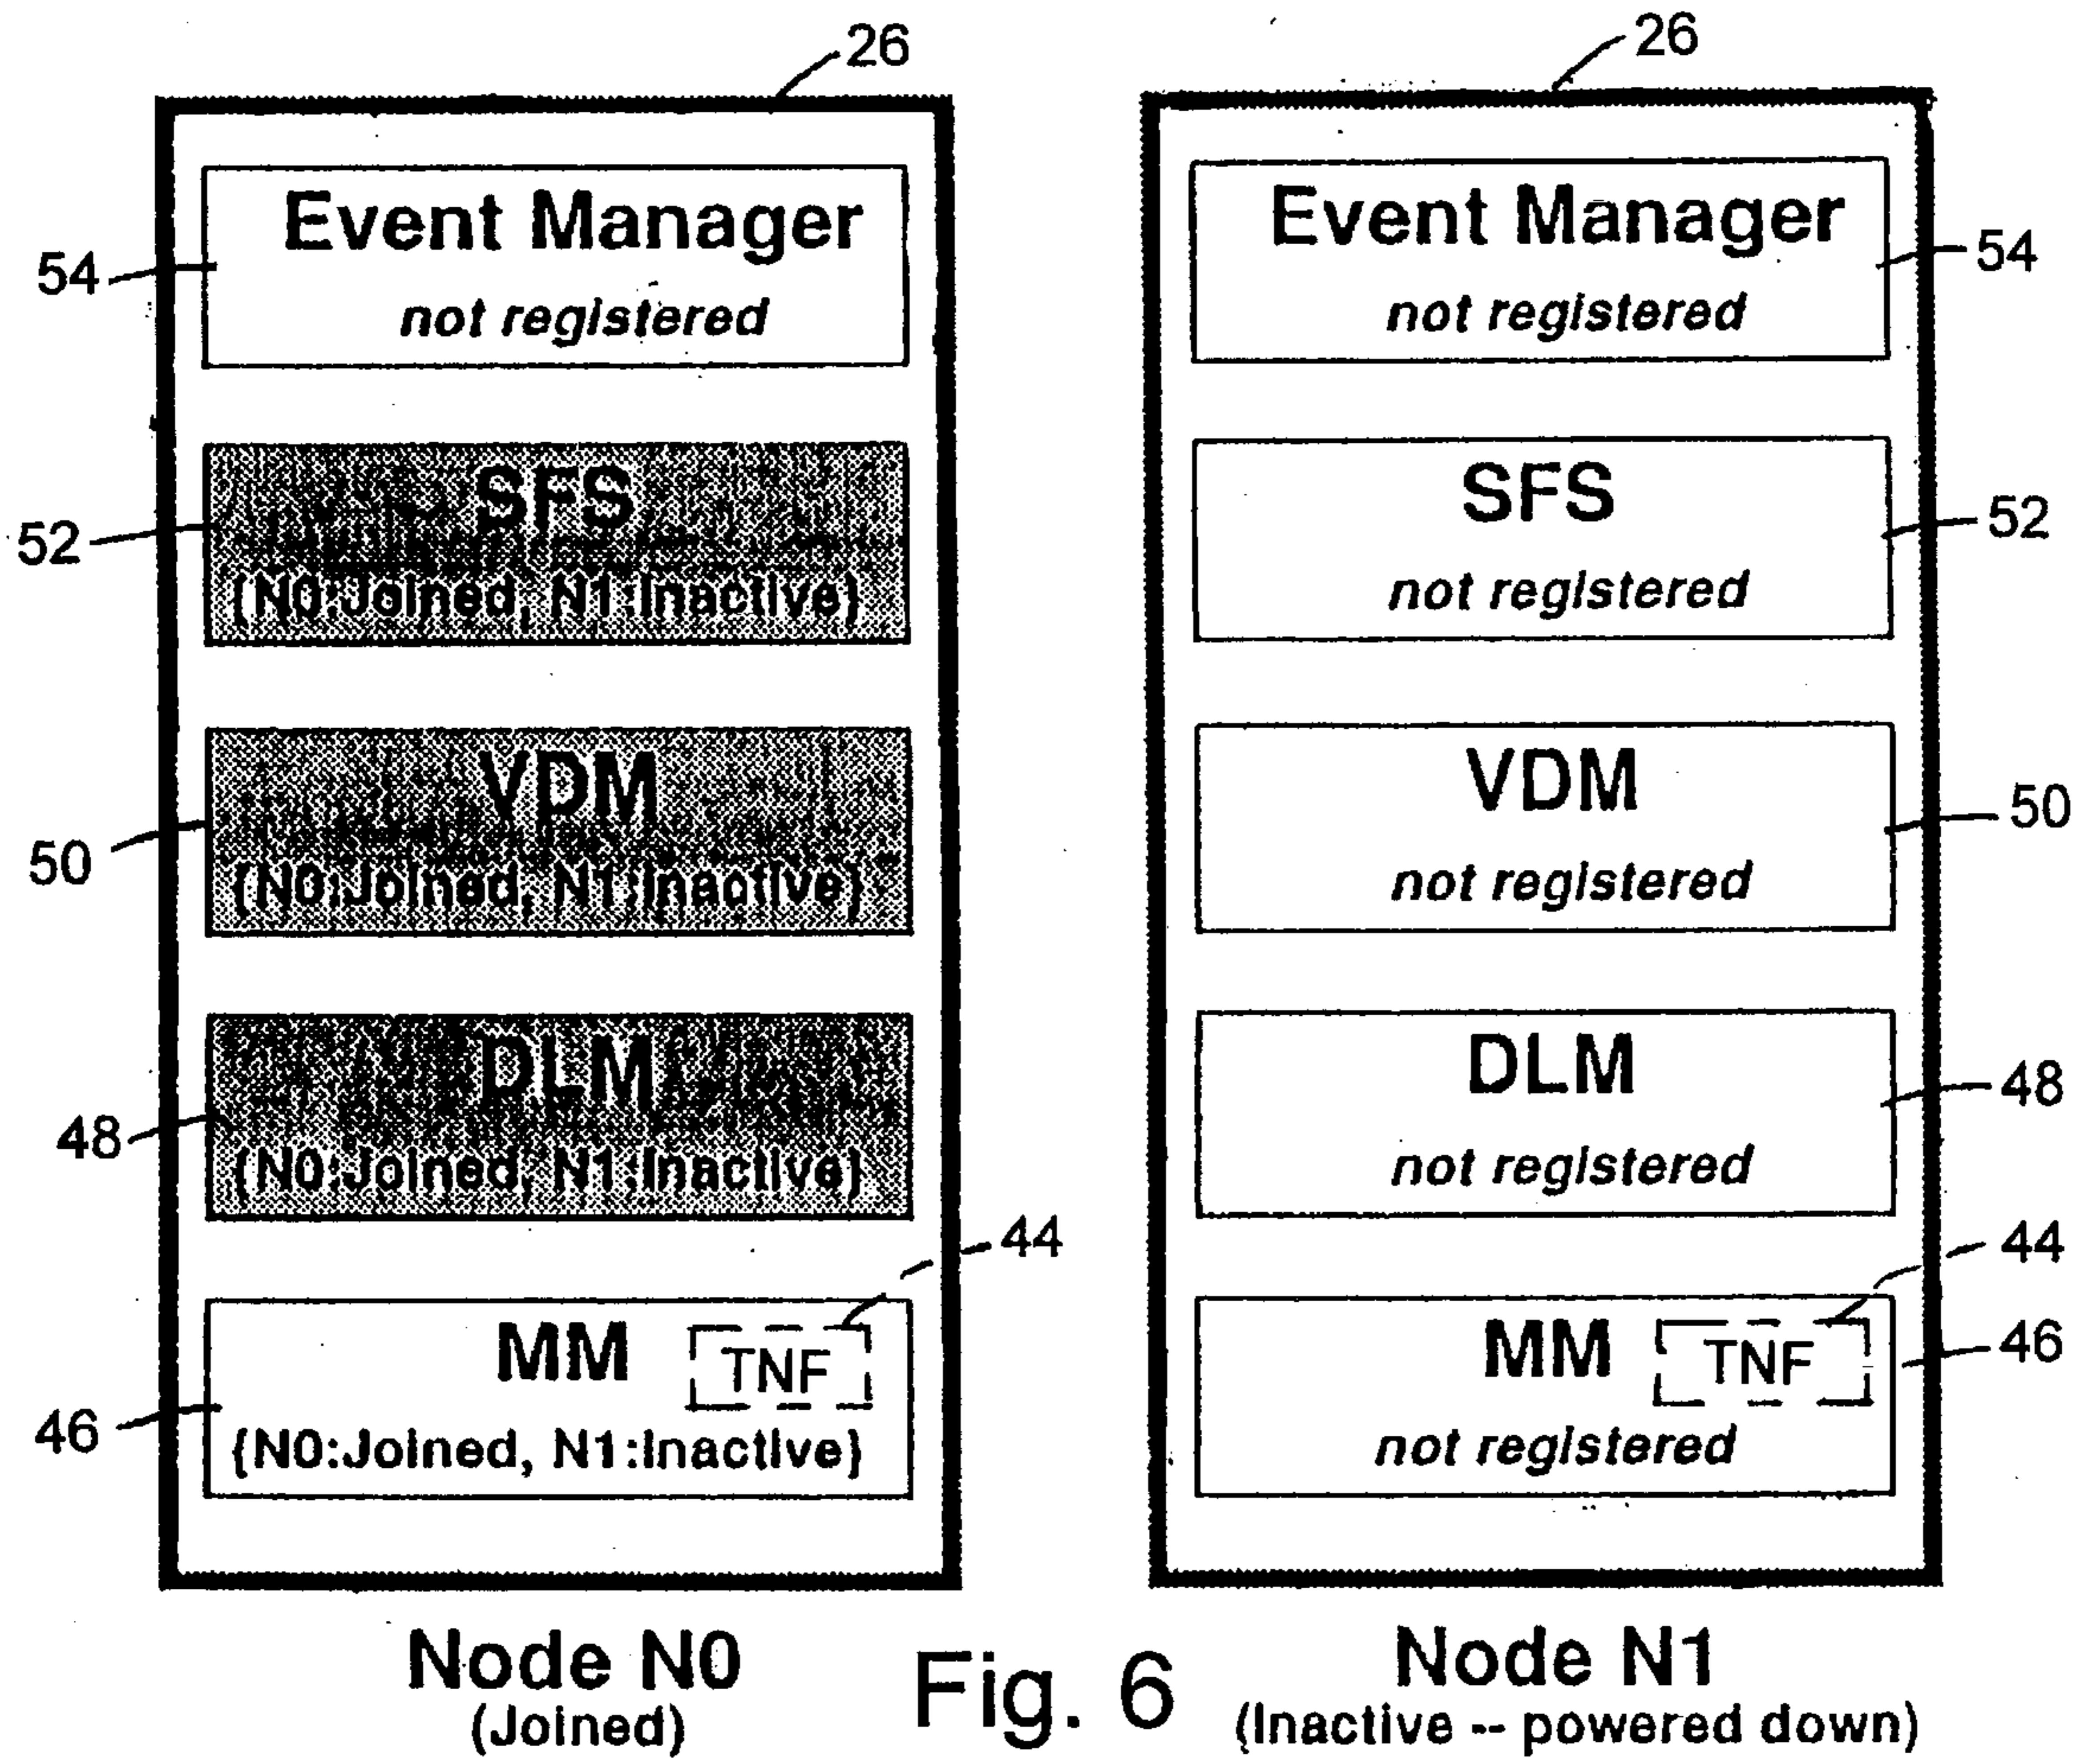 26
Event Manager
54
not registered
SFS
52
{N0:Joined, N1:Inactive}
VDM
50
{N0:Joined, N1:Inactive}
DLM
48
{N0:Joined, N1:Inactive}
44
MM
TNF
46
{N0:Joined, N1:Inactive}
Node N0
(Joined)
26
Event Manager
54
not registered
SFS
52
not registered
VDM
50
not registered
DLM
48
not registered
44
MM
TNF
46
not registered
Node N1
(Inactive -- powered down)
Fig. 6